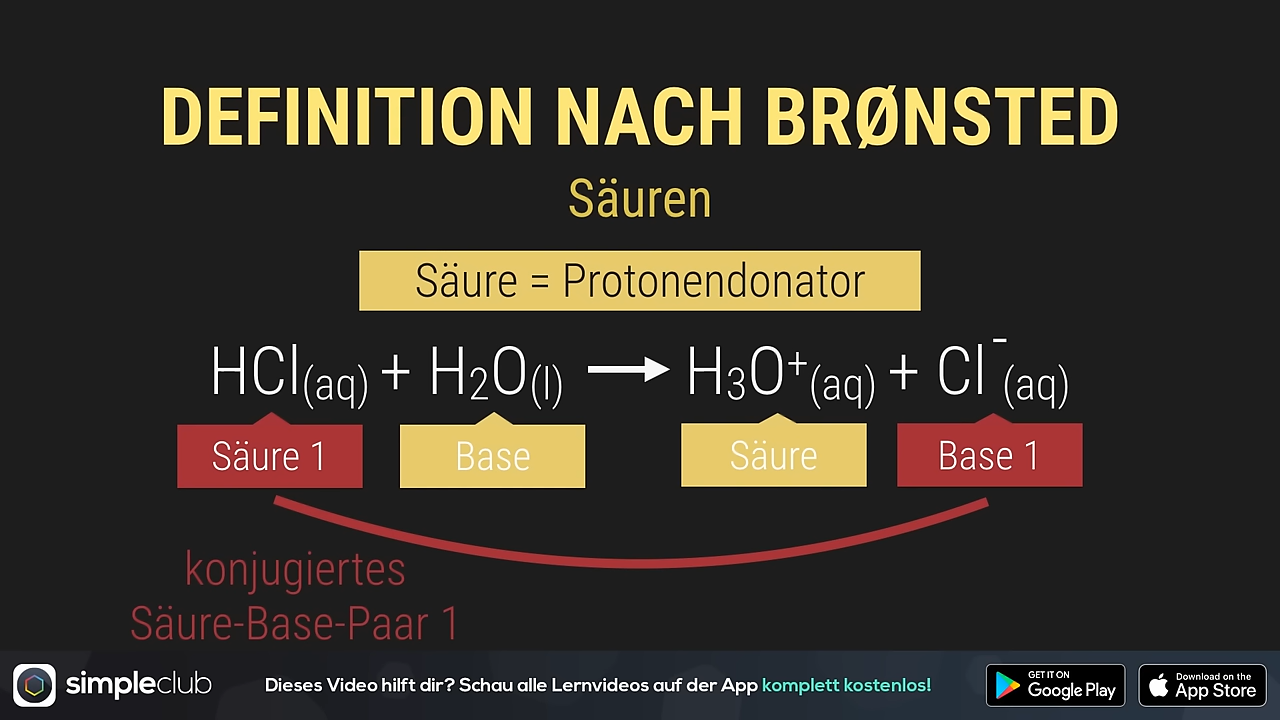 DEFINITION NACH BRØNSTED
Säuren
Säure = Protonendonator
HCl(aq) + H2O(l) → H3O+(aq) + Cl-(aq)
Säure 1 Base Säure Base 1
konjugiertes
Säure-Base-Paar 1
simpleclub Dieses Video hilft dir? Schau alle Lernvideos auf der App komplett kostenlos! GET IT ON Google Play Download on the App Store